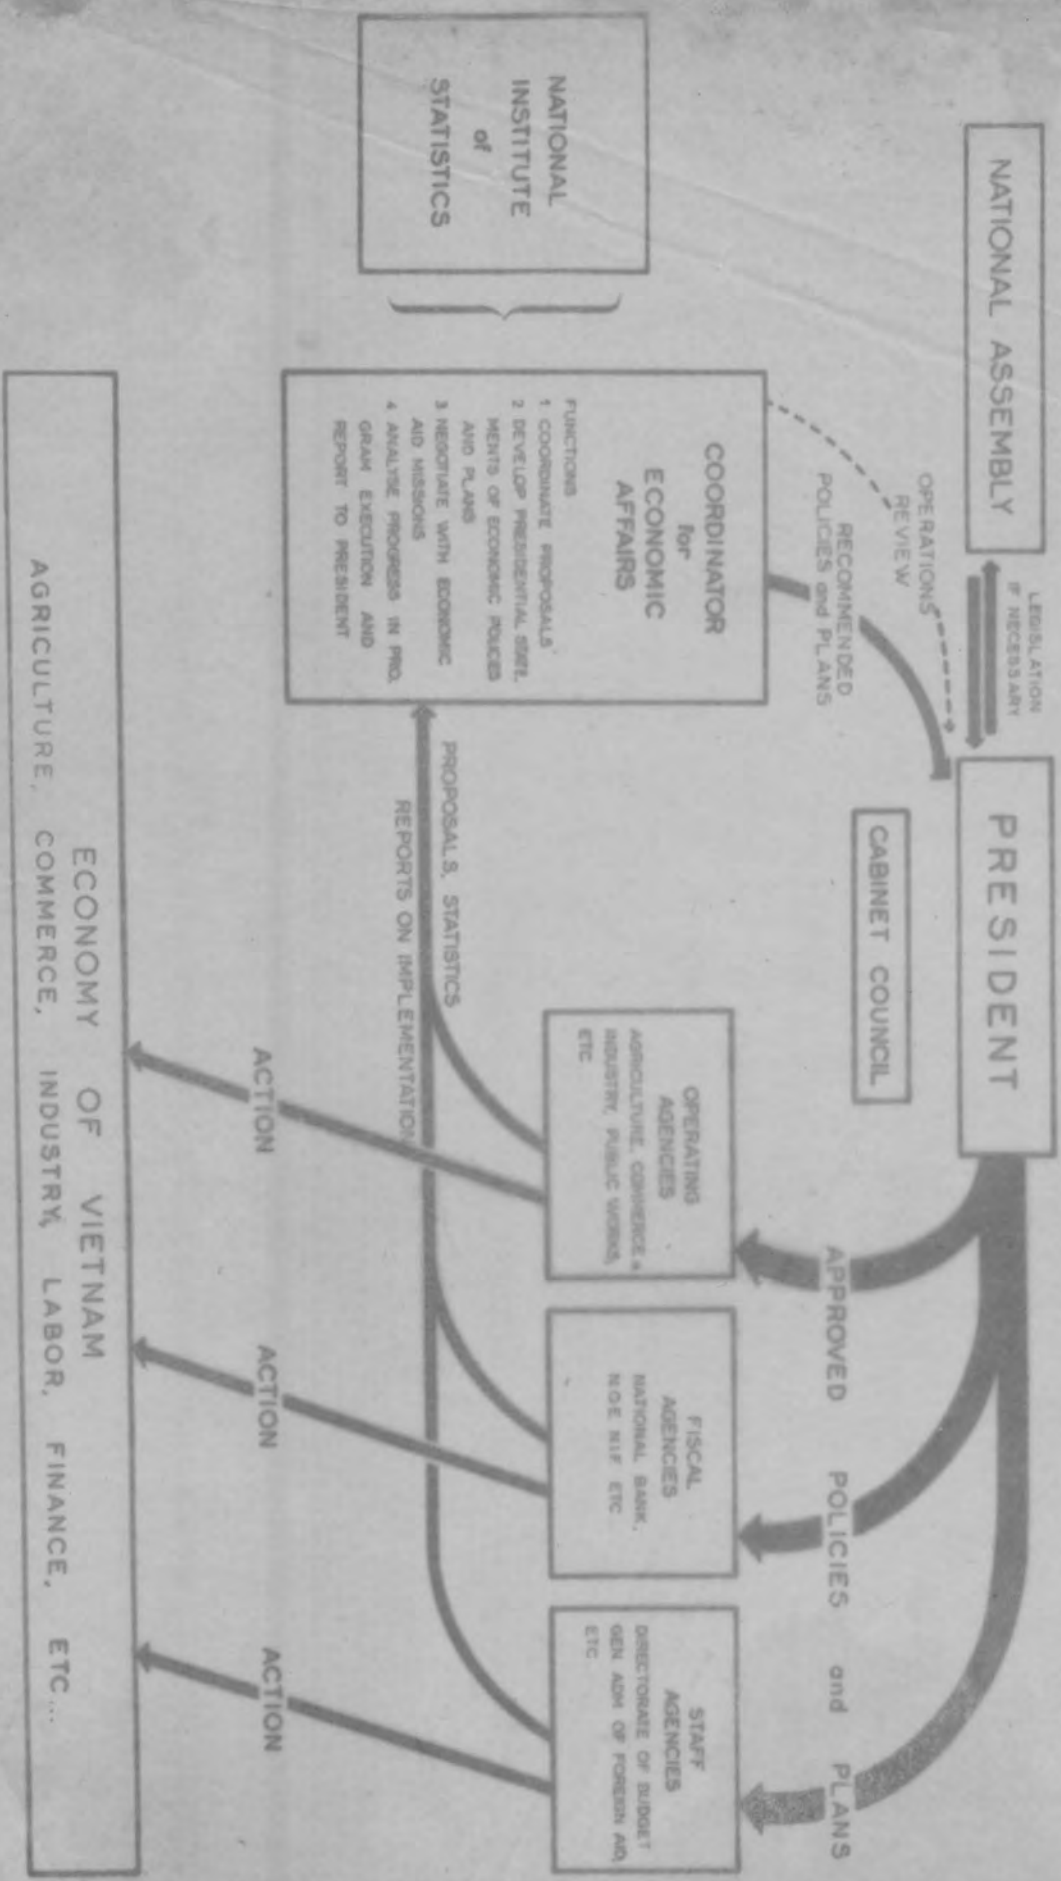 NATIONAL ASSEMBLY
LEGISLATION
IF NECESSARY
PRESIDENT
CABINET COUNCIL
OPERATIONS
REVIEW
RECOMMENDED
POLICIES and PLANS
APPROVED POLICIES and PLANS
NATIONAL
INSTITUTE
of
STATISTICS
COORDINATOR
for
ECONOMIC
AFFAIRS
FUNCTIONS
1 COORDINATE PROPOSALS
2 DEVELOP PRESIDENTIAL STATE.
MENTS OF ECONOMIC POLICES
AND PLANS
3 NEGOTIATE WITH ECONOMIC
AID MISSIONS
4 ANALYSE PROGRESS IN PRO.
GRAM EXECUTION AND
REPORT TO PRESIDENT
OPERATING
AGENCIES
AGRICULTURE, COMMERCE,
INDUSTRY, PUBLIC WORKS,
ETC
FISCAL
AGENCIES
NATIONAL BANK,
N.O.E N.I.F ETC
STAFF
AGENCIES
DIRECTORATE OF BUDGET
GEN ADM OF FOREIGN AID,
ETC
PROPOSALS, STATISTICS
REPORTS ON IMPLEMENTATION
ACTION
ACTION
ACTION
ECONOMY OF VIETNAM
AGRICULTURE, COMMERCE, INDUSTRY, LABOR, FINANCE, ETC...